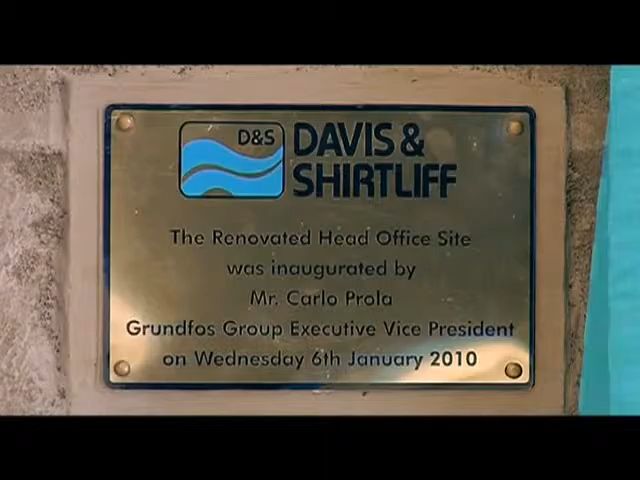 D&S
DAVIS &
SHIRTLIFF
The Renovated Head Office Site
was inaugurated by
Mr. Carlo Prola
Grundfos Group Executive Vice President
on Wednesday 6th January 2010